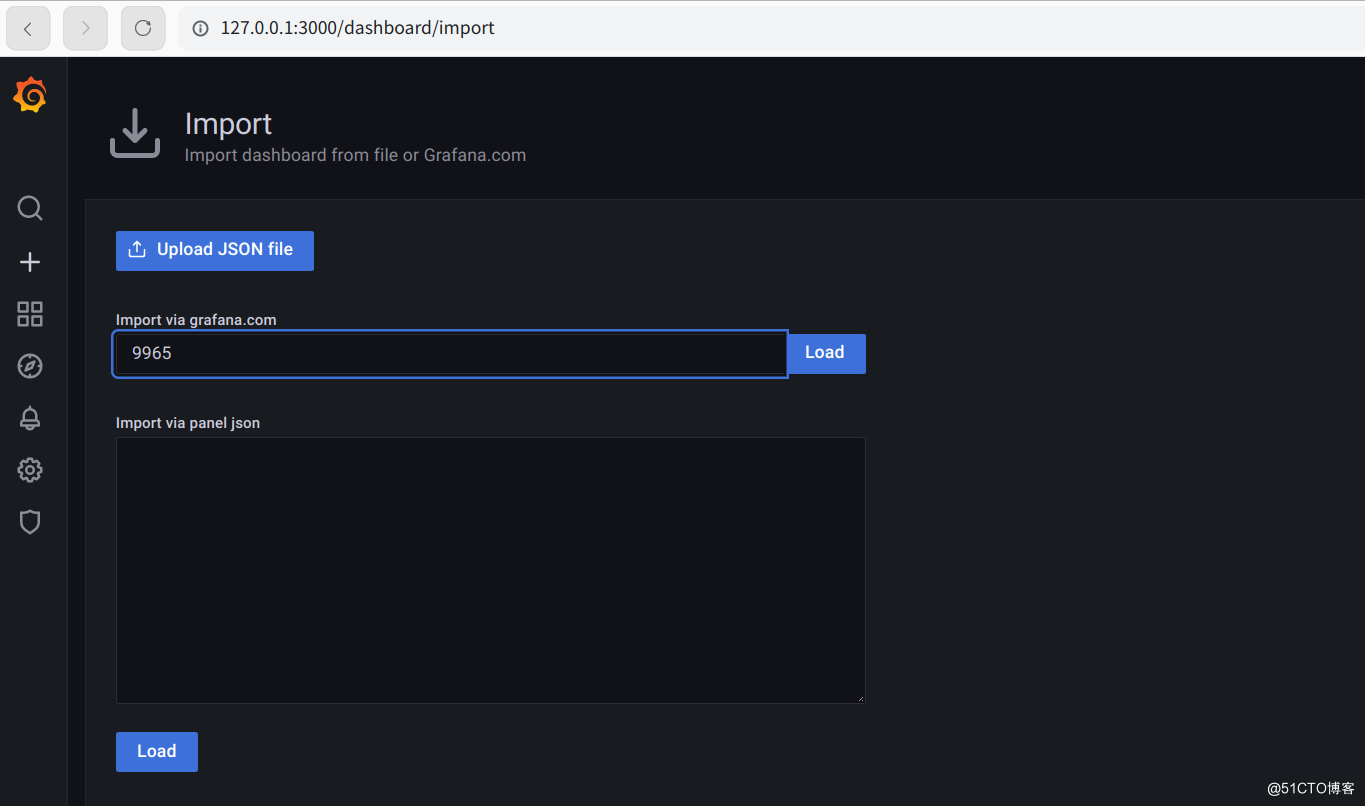 127.0.0.1:3000/dashboard/import
Import
Import dashboard from file or Grafana.com
Upload JSON file
Import via grafana.com
9965
Load
Import via panel json
Load
@51CTO博客